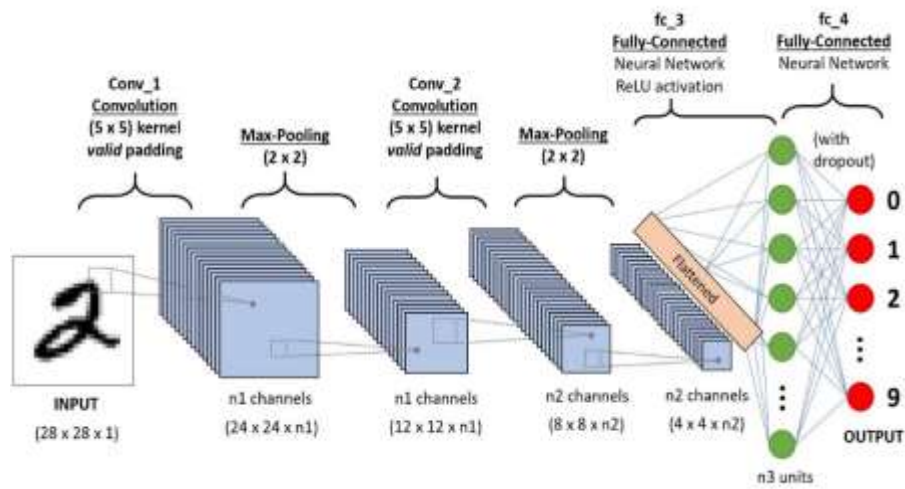 fc_3
Fully-Connected
Neural Network
ReLU activation
fc_4
Fully-Connected
Neural Network
Conv_1
Convolution
(5 x 5) kernel
valid padding
Max-Pooling
(2 x 2)
Conv_2
Convolution
(5 x 5) kernel
valid padding
Max-Pooling
(2 x 2)
(with
dropout)
Flattened
0
1
2
9
INPUT
(28 x 28 x 1)
n1 channels
(24 x 24 x n1)
n1 channels
(12 x 12 x n1)
n2 channels
(8 x 8 x n2)
n2 channels
(4 x 4 x n2)
OUTPUT
n3 units